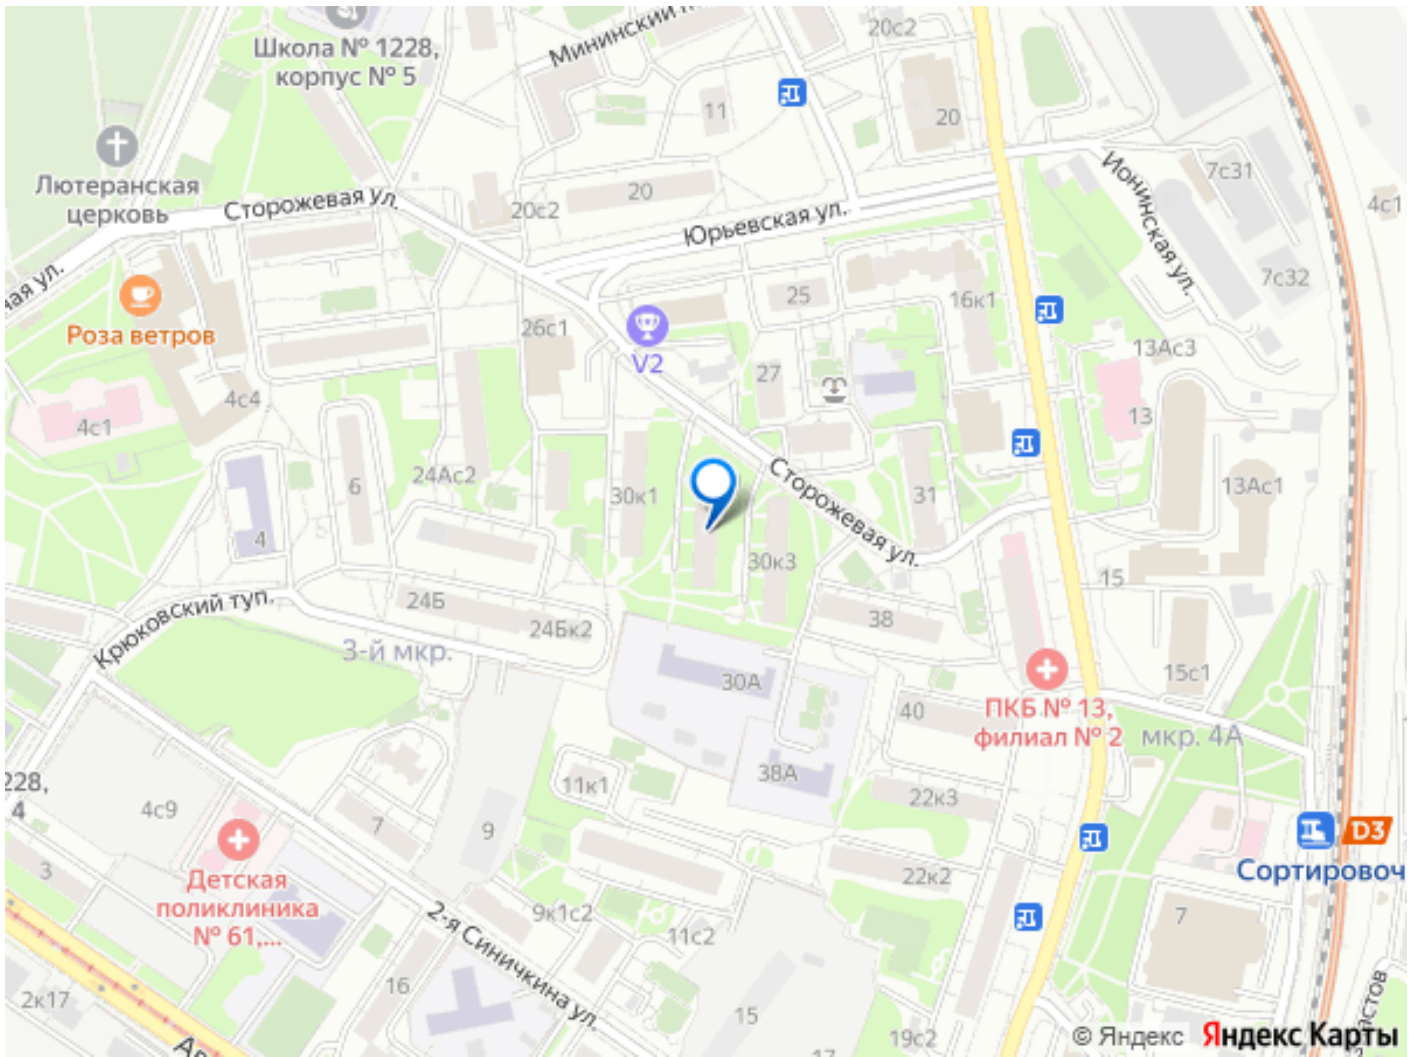 Школа № 1228,
корпус № 5
Мининский
20с2
11
20
Лютеранская
церковь
Сторожевая ул.
20с2
20
Юрьевская ул.
Ионинская ул.
7с31
4с1
7с32
ул.
Роза ветров
26с1
V2
25
16к1
27
13Ас3
4с4
4с1
13
6
24Ас2
30к1
Сторожевая ул.
31
13Ас1
4
30к3
15
Крюковский туп.
24Б
24Бк2
38
3-й мкр.
30А
15с1
40
ПКБ № 13,
филиал № 2
мкр. 4А
38А
11к1
22к3
4с9
7
9
4
D3
Сортировоч
3
Детская
поликлиника
№ 61,...
22к2
2-я Синичкина ул.
9к1с2
11с2
7
16
2к17
15
19с2
17
© Яндекс
Яндекс Карты